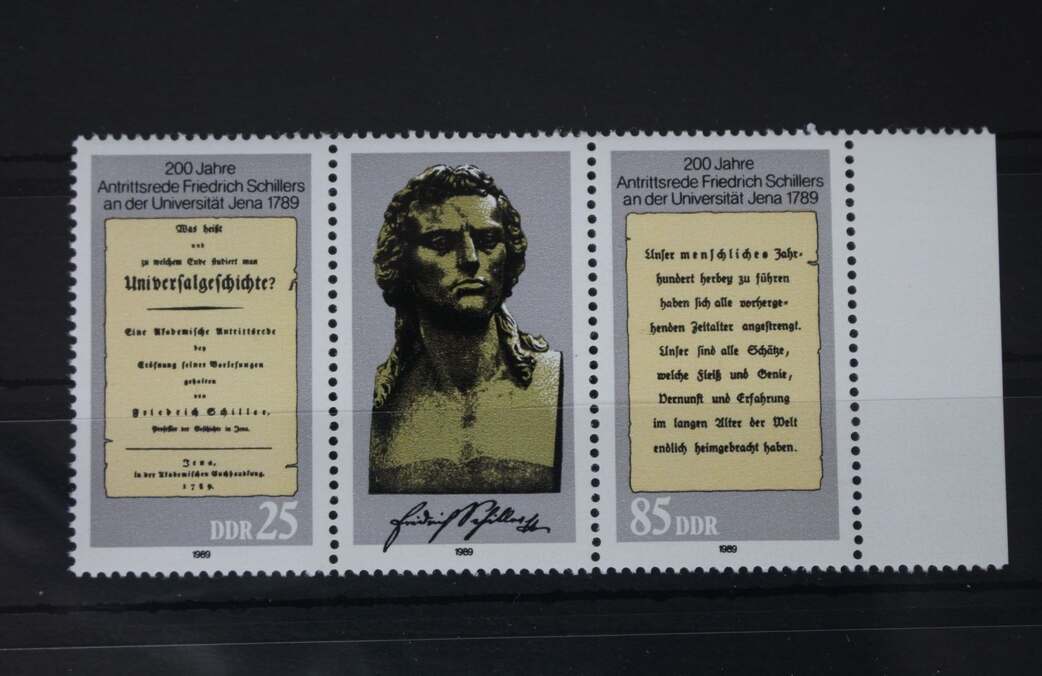 200 Jahre
Antrittsrede Friedrich Schillers
an der Universität Jena 1789
Was heißt
und
zu welchem Ende studiert man
Universalgeschichte?
Eine Akademische Antrittsrede
bey
Eröfnung seiner Vorlesungen
gehalten
von
Friedrich Schiller,
Professor der Geschichte in Jena.
Jena,
in der Akademischen Buchhandlung.
1789.
DDR 25
1989
Friedrich Schiller
1989
200 Jahre
Antrittsrede Friedrich Schillers
an der Universität Jena 1789
Unser menschliches Jahr-
hundert herbey zu führen
haben sich alle vorherge-
henden Zeitalter angestrengt.
Unser sind alle Schätze,
welche Fleiß und Genie,
Vernunft und Erfahrung
im langen Alter der Welt
endlich heimgebracht haben.
85 DDR
1989